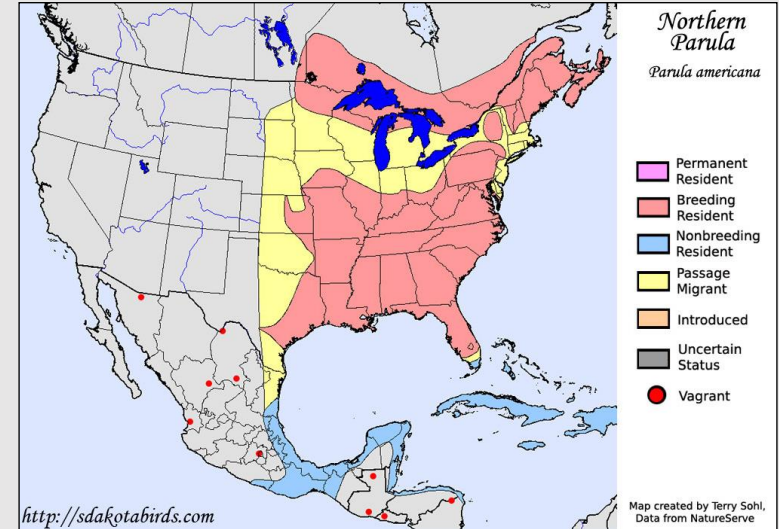 Northern
Parula
Parula americana
Permanent
Resident
Breeding
Resident
Nonbreeding
Resident
Passage
Migrant
Introduced
Uncertain
Status
Vagrant
Map created by Terry Sohl,
Data from NatureServe
http://sdakotabirds.com